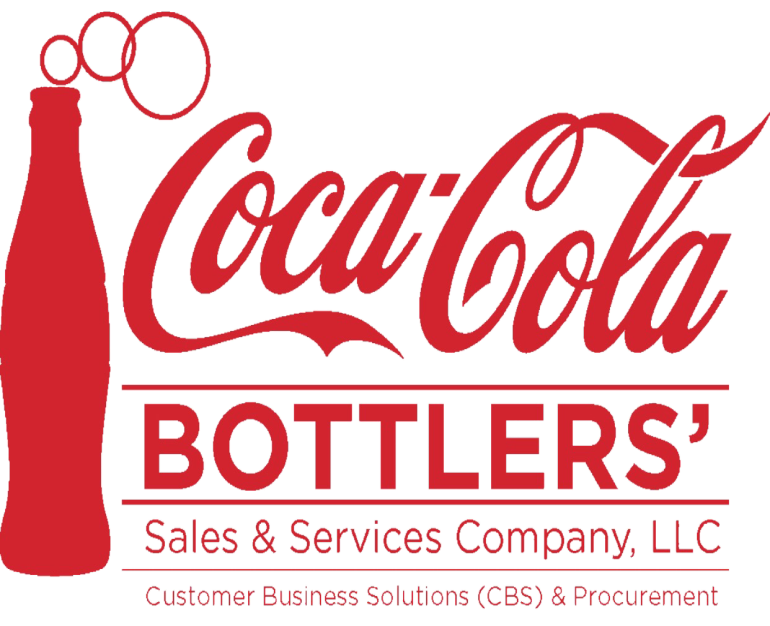 Coca-Cola
BOTTLERS’
Sales & Services Company, LLC
Customer Business Solutions (CBS) & Procurement